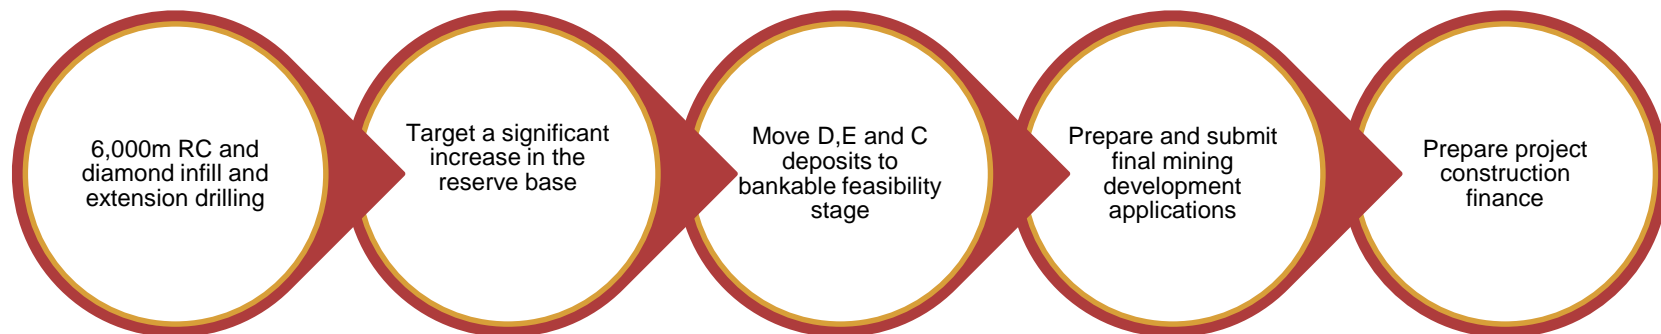 6,000m RC and
diamond infill and
extension drilling
Target a significant
increase in the
reserve base
Move D,E and C
deposits to
bankable feasibility
stage
Prepare and submit
final mining
development
applications
Prepare project
construction
finance